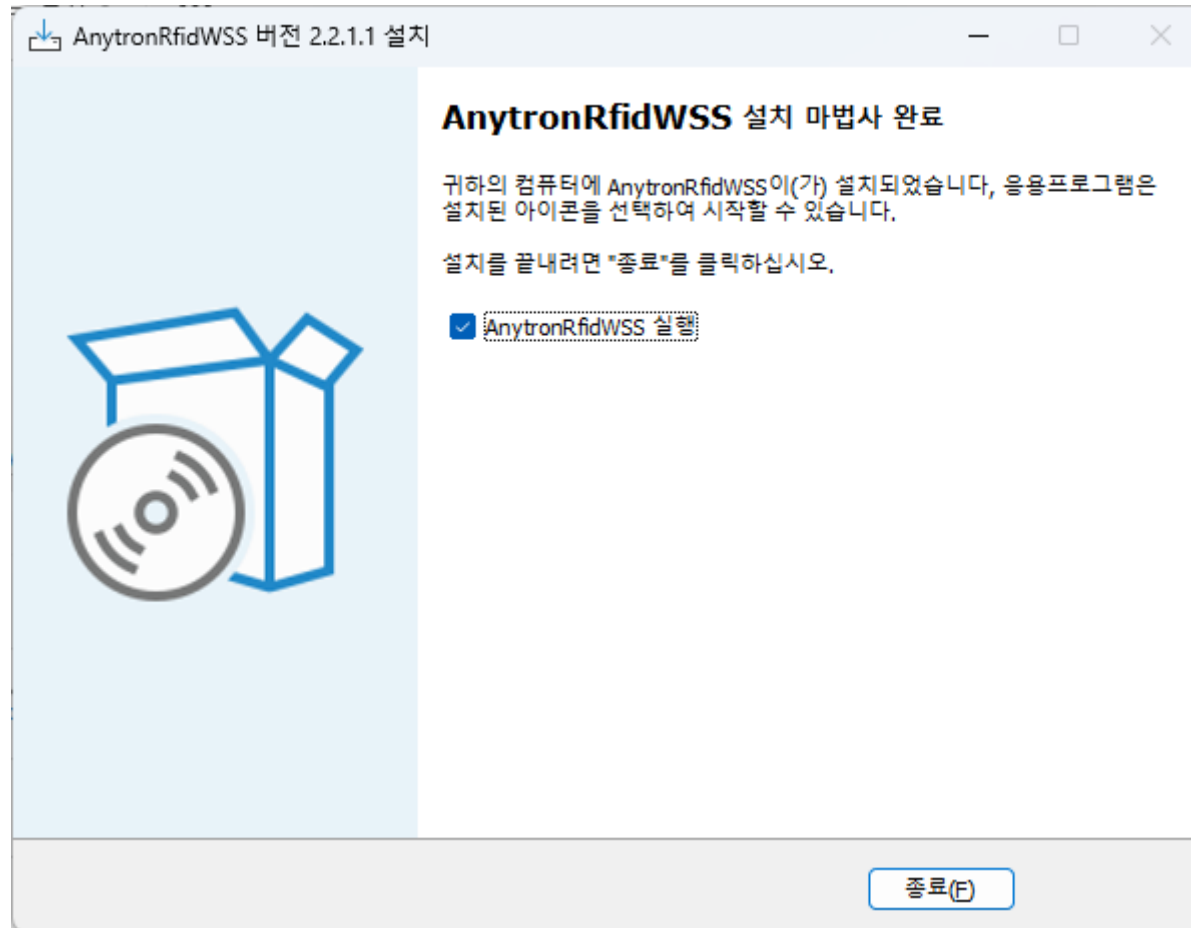 AnytronRfidWSS 버전 2.2.1.1 설치
AnytronRfidWSS 설치 마법사 완료
귀하의 컴퓨터에 AnytronRfidWSS이(가) 설치되었습니다, 응용프로그램은
설치된 아이콘을 선택하여 시작할 수 있습니다.
설치를 끝내려면 "종료"를 클릭하십시오.
AnytronRfidWSS 실행
종료(F)